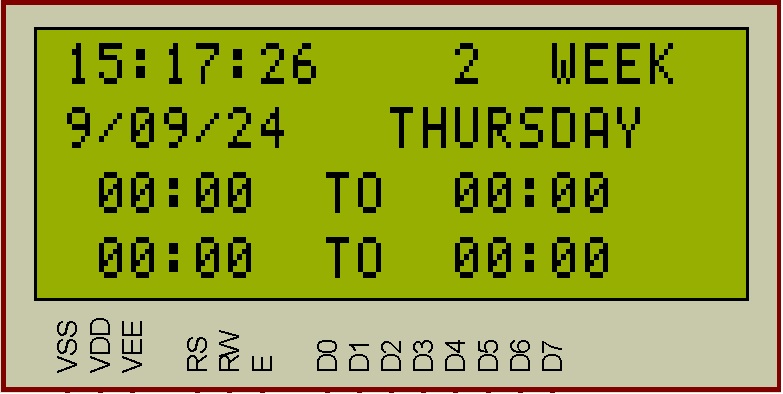 15:17:26 2 WEEK
9/09/24 THURSDAY
00:00 TO 00:00
00:00 TO 00:00
VSS VDD VEE RS RW E D0 D1 D2 D3 D4 D5 D6 D7